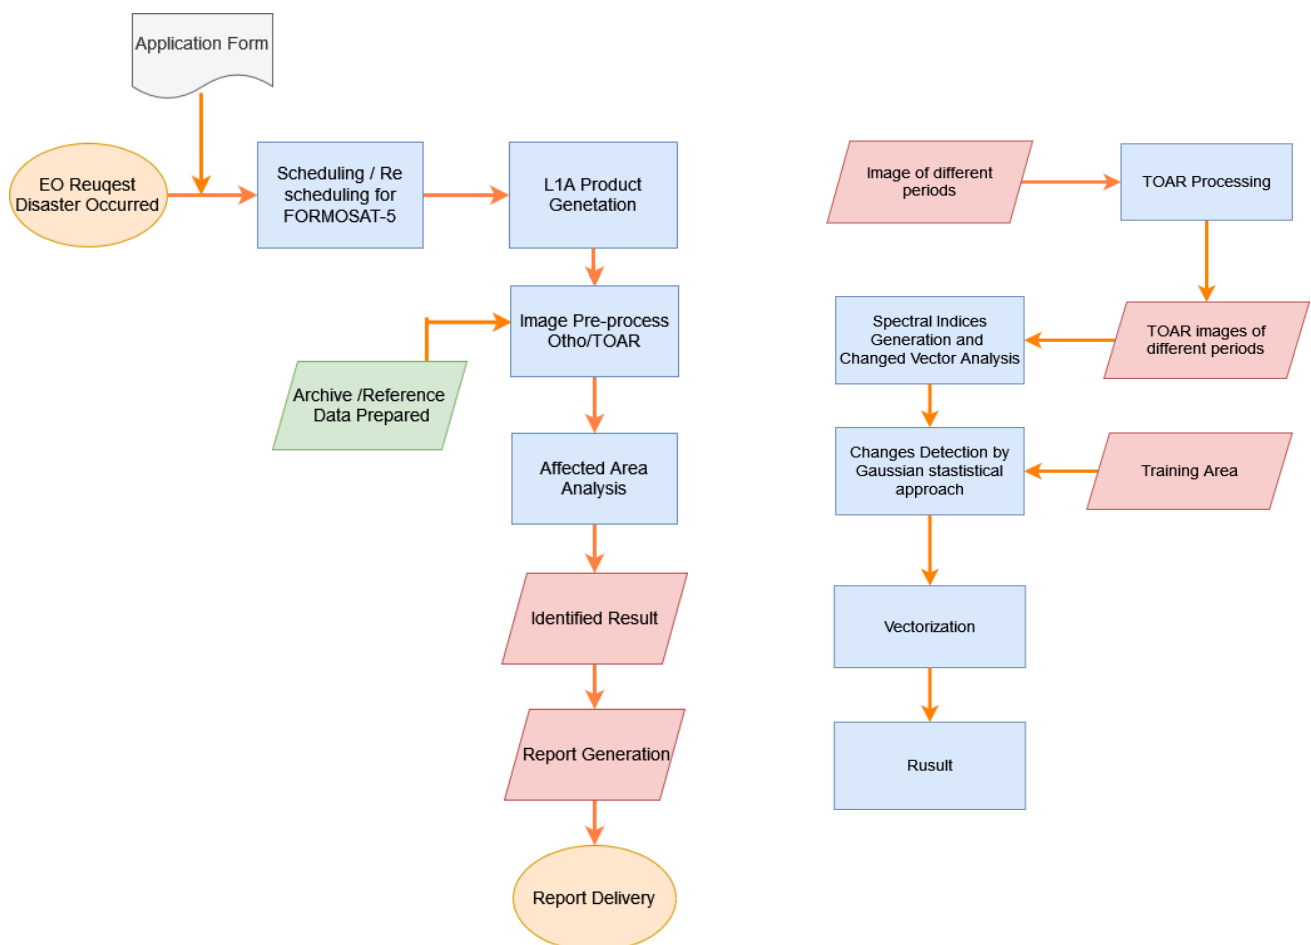 Application Form
EO Reuqest
Disaster Occurred
Scheduling / Re
scheduling for
FORMOSAT-5
L1A Product
Genetation
Image Pre-process
Otho/TOAR
Archive /Reference
Data Prepared
Affected Area
Analysis
Identified Result
Report Generation
Report Delivery
Image of different
periods
TOAR Processing
TOAR images of
different periods
Spectral Indices
Generation and
Changed Vector Analysis
Changes Detection by
Gaussian stastistical
approach
Training Area
Vectorization
Rusult